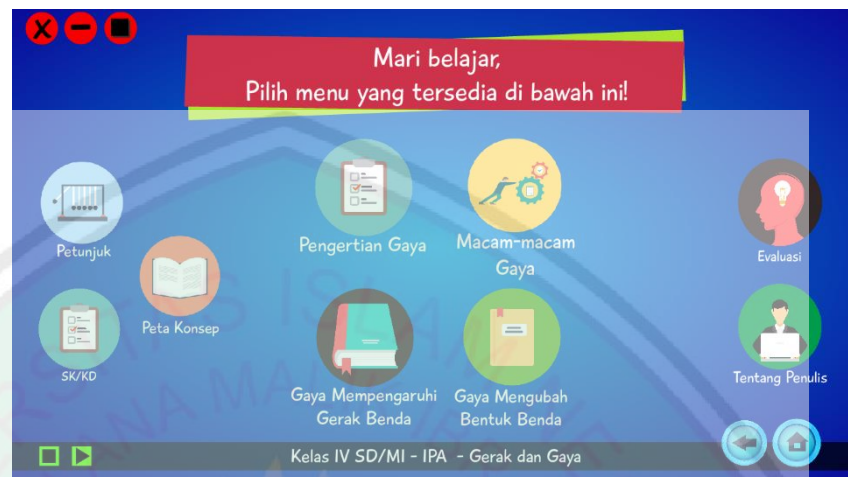 Mari belajar,
Pilih menu yang tersedia di bawah ini!
Petunjuk
Peta Konsep
SK/KD
Pengertian Gaya
Macam-macam
Gaya
Gaya Mempengaruhi
Gerak Benda
Gaya Mengubah
Bentuk Benda
Evaluasi
Tentang Penulis
Kelas IV SD/MI - IPA - Gerak dan Gaya